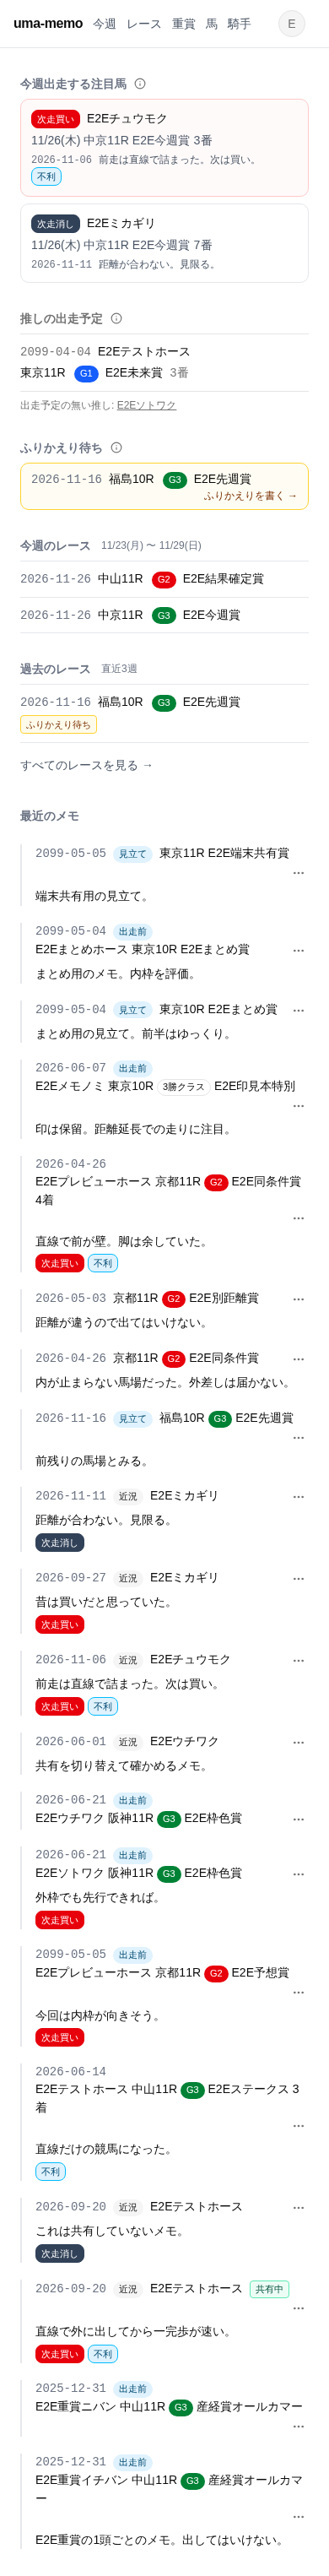 uma-memo 今週 レース 重賞 馬 騎手 E
今週出走する注目馬
次走買い E2Eチュウモク
11/26(木) 中京11R E2E今週賞 3番
2026-11-06 前走は直線で詰まった。次は買い。
不利
次走消し E2Eミカギリ
11/26(木) 中京11R E2E今週賞 7番
2026-11-11 距離が合わない。見限る。
推しの出走予定
2099-04-04 E2Eテストホース
東京11R G1 E2E未来賞 3番
出走予定の無い推し: E2Eソトワク
ふりかえり待ち
2026-11-16 福島10R G3 E2E先週賞
ふりかえりを書く →
今週のレース 11/23(月) 〜 11/29(日)
2026-11-26 中山11R G2 E2E結果確定賞
2026-11-26 中京11R G3 E2E今週賞
過去のレース 直近3週
2026-11-16 福島10R G3 E2E先週賞
ふりかえり待ち
すべてのレースを見る →
最近のメモ
2099-05-05 見立て 東京11R E2E端末共有賞
…
端末共有用の見立て。
2099-05-04 出走前
E2Eまとめホース 東京10R E2Eまとめ賞 …
まとめ用のメモ。内枠を評価。
2099-05-04 見立て 東京10R E2Eまとめ賞 …
まとめ用の見立て。前半はゆっくり。
2026-06-07 出走前
E2Eメモノミ 東京10R 3勝クラス E2E印見本特別
…
印は保留。距離延長での走りに注目。
2026-04-26
E2Eプレビューホース 京都11R G2 E2E同条件賞
4着
…
直線で前が壁。脚は余していた。
次走買い 不利
2026-05-03 京都11R G2 E2E別距離賞 …
距離が違うので出てはいけない。
2026-04-26 京都11R G2 E2E同条件賞 …
内が止まらない馬場だった。外差しは届かない。
2026-11-16 見立て 福島10R G3 E2E先週賞
…
前残りの馬場とみる。
2026-11-11 近況 E2Eミカギリ …
距離が合わない。見限る。
次走消し
2026-09-27 近況 E2Eミカギリ …
昔は買いだと思っていた。
次走買い
2026-11-06 近況 E2Eチュウモク …
前走は直線で詰まった。次は買い。
次走買い 不利
2026-06-01 近況 E2Eウチワク …
共有を切り替えて確かめるメモ。
2026-06-21 出走前
E2Eウチワク 阪神11R G3 E2E枠色賞 …
2026-06-21 出走前
E2Eソトワク 阪神11R G3 E2E枠色賞 …
外枠でも先行できれば。
次走買い
2099-05-05 出走前
E2Eプレビューホース 京都11R G2 E2E予想賞
…
今回は内枠が向きそう。
次走買い
2026-06-14
E2Eテストホース 中山11R G3 E2Eステークス 3
着
…
直線だけの競馬になった。
不利
2026-09-20 近況 E2Eテストホース …
これは共有していないメモ。
次走消し
2026-09-20 近況 E2Eテストホース 共有中
…
直線で外に出してから一完歩が速い。
次走買い 不利
2025-12-31 出走前
E2E重賞ニバン 中山11R G3 産経賞オールカマー
…
2025-12-31 出走前
E2E重賞イチバン 中山11R G3 産経賞オールカマ
ー
…
E2E重賞の1頭ごとのメモ。出してはいけない。